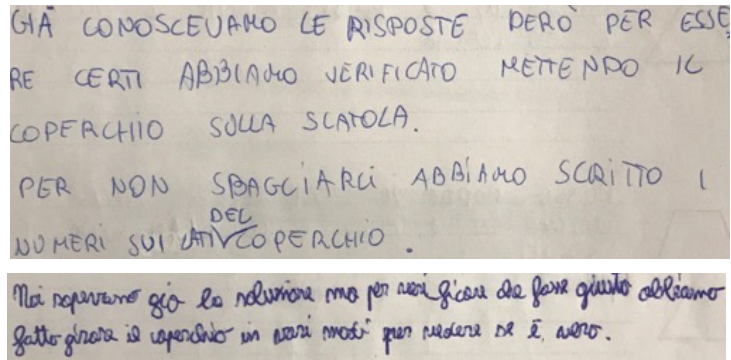 GIÀ CONOSCEVAMO LE RISPOSTE PERÒ PER ESSE
RE CERTI ABBIAMO VERIFICATO METTENDO IL
COPERCHIO SULLA SCATOLA.
PER NON SBAGLIARCI ABBIAMO SCRITTO I
DEL
NUMERI SUI LATI COPERCHIO.
Noi sapevamo già la soluzione ma per verificare che fosse giusto abbiamo
fatto girare il coperchio in vari modi per vedere se è vero.